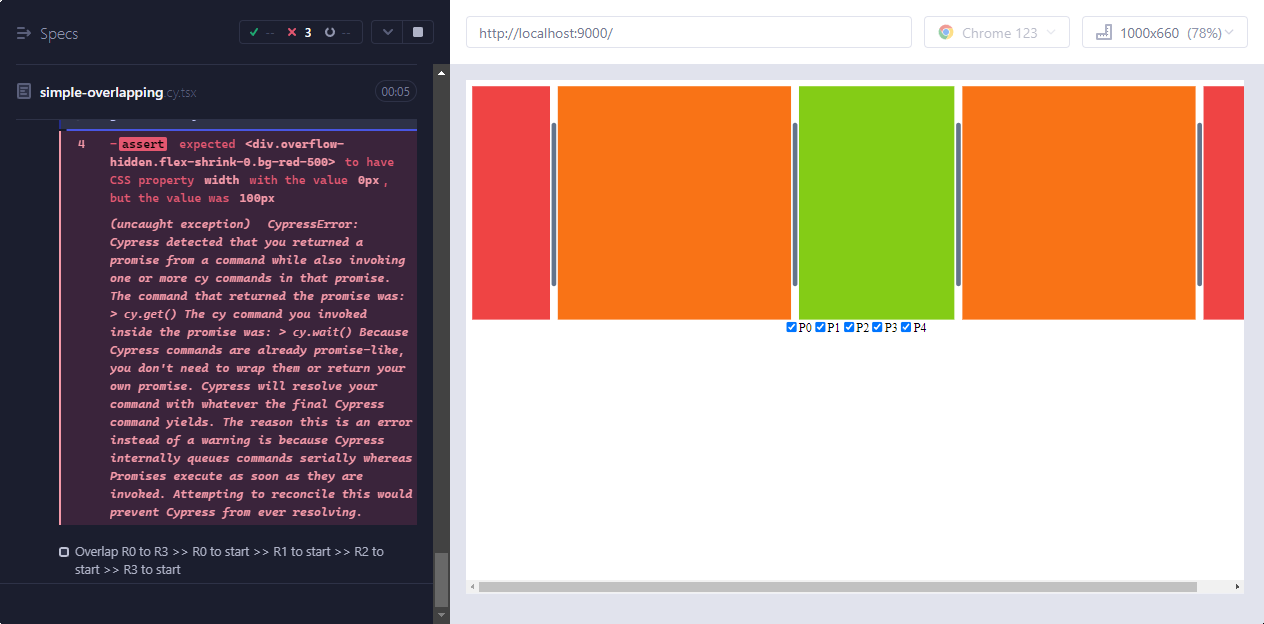 Specs
-- 3 --
http://localhost:9000/
Chrome 123
1000x660 (78%)
simple-overlapping.cy.tsx
00:05
4 -assert expected <div.overflow-
hidden.flex-shrink-0.bg-red-500> to have
CSS property width with the value 0px,
but the value was 100px
(uncaught exception) CypressError:
Cypress detected that you returned a
promise from a command while also invoking
one or more cy commands in that promise.
The command that returned the promise was:
> cy.get() The cy command you invoked
inside the promise was: > cy.wait() Because
Cypress commands are already promise-like,
you don't need to wrap them or return your
own promise. Cypress will resolve your
command with whatever the final Cypress
command yields. The reason this is an error
instead of a warning is because Cypress
internally queues commands serially whereas
Promises execute as soon as they are
invoked. Attempting to reconcile this would
prevent Cypress from ever resolving.
Overlap R0 to R3 >> R0 to start >> R1 to start >> R2 to
start >> R3 to start
P0 P1 P2 P3 P4